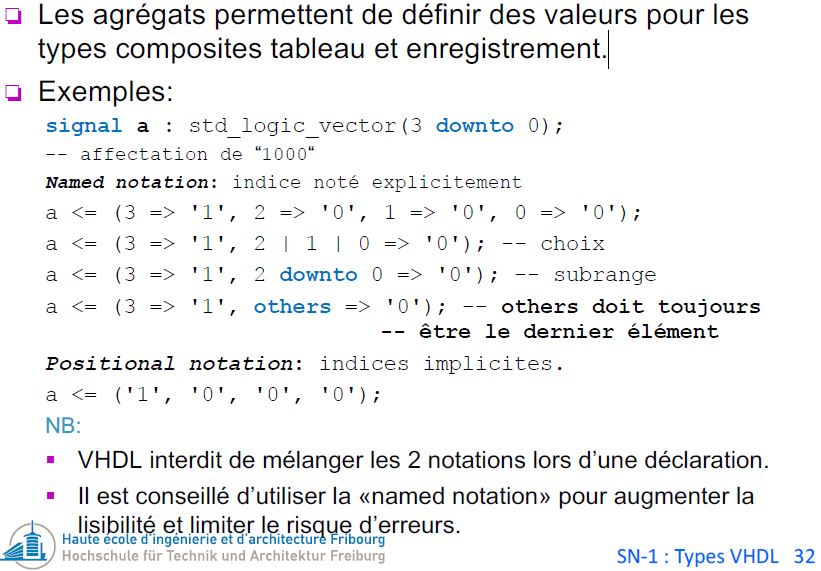 Les agrégats permettent de définir des valeurs pour les
types composites tableau et enregistrement.
Exemples:
signal a : std_logic_vector(3 downto 0);
-- affectation de “1000“
Named notation: indice noté explicitement
a <= (3 => '1', 2 => '0', 1 => '0', 0 => '0');
a <= (3 => '1', 2 | 1 | 0 => '0'); -- choix
a <= (3 => '1', 2 downto 0 => '0'); -- subrange
a <= (3 => '1', others => '0'); -- others doit toujours
-- être le dernier élément
Positional notation: indices implicites.
a <= ('1', '0', '0', '0');
NB:
VHDL interdit de mélanger les 2 notations lors d’une déclaration.
Il est conseillé d’utiliser la «named notation» pour augmenter la
lisibilité et limiter le risque d’erreurs.
Haute école d'ingénierie et d'architecture Fribourg
Hochschule für Technik und Architektur Freiburg
SN-1 : Types VHDL 32